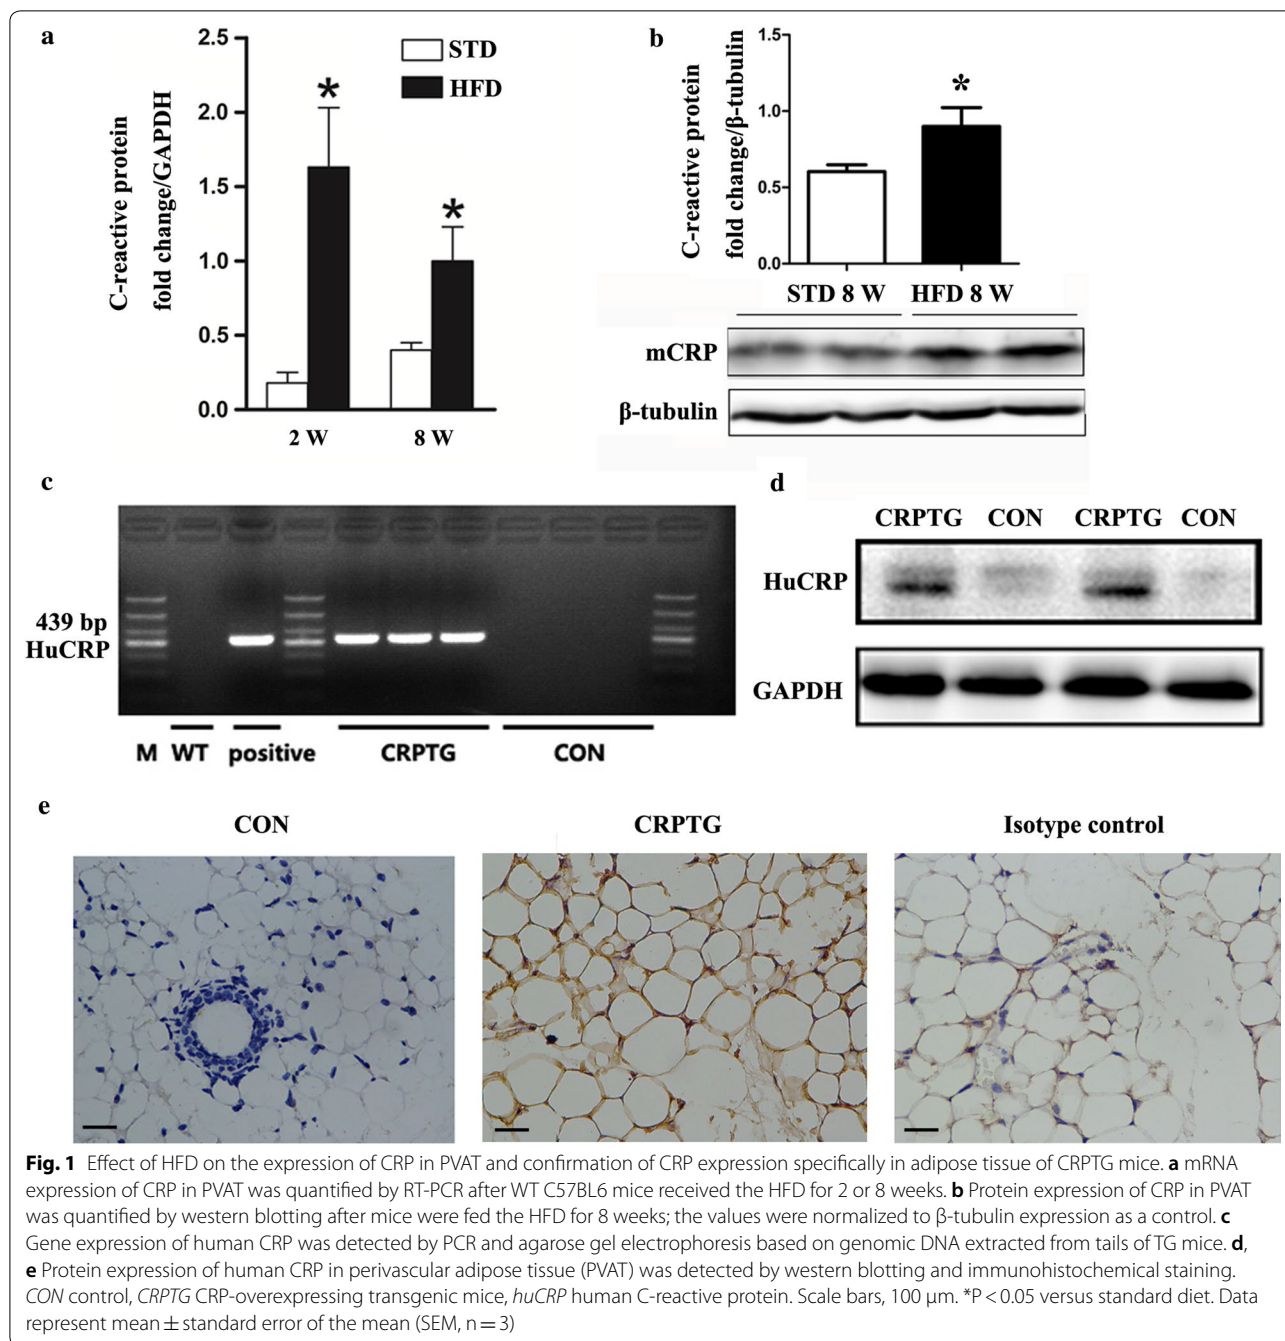 a
2.5
2.0
1.5
1.0
0.5
0.0
C-reactive protein
fold change/GAPDH
STD
HFD
*
*
2 W
8 W
b
1.5
1.0
0.5
0.0
C-reactive protein
fold change/β-tubulin
*
STD 8 W HFD 8 W
mCRP
β-tubulin
c
439 bp
HuCRP
M WT positive CRPTG CON
d
CRPTG CON CRPTG CON
HuCRP
GAPDH
e
CON CRPTG Isotype control
Fig. 1 Effect of HFD on the expression of CRP in PVAT and confirmation of CRP expression specifically in adipose tissue of CRPTG mice. a mRNA
expression of CRP in PVAT was quantified by RT-PCR after WT C57BL6 mice received the HFD for 2 or 8 weeks. b Protein expression of CRP in PVAT
was quantified by western blotting after mice were fed the HFD for 8 weeks; the values were normalized to β-tubulin expression as a control. c
Gene expression of human CRP was detected by PCR and agarose gel electrophoresis based on genomic DNA extracted from tails of TG mice. d,
e Protein expression of human CRP in perivascular adipose tissue (PVAT) was detected by western blotting and immunohistochemical staining.
CON control, CRPTG CRP-overexpressing transgenic mice, huCRP human C-reactive protein. Scale bars, 100 μm. *P < 0.05 versus standard diet. Data
represent mean ± standard error of the mean (SEM, n = 3)